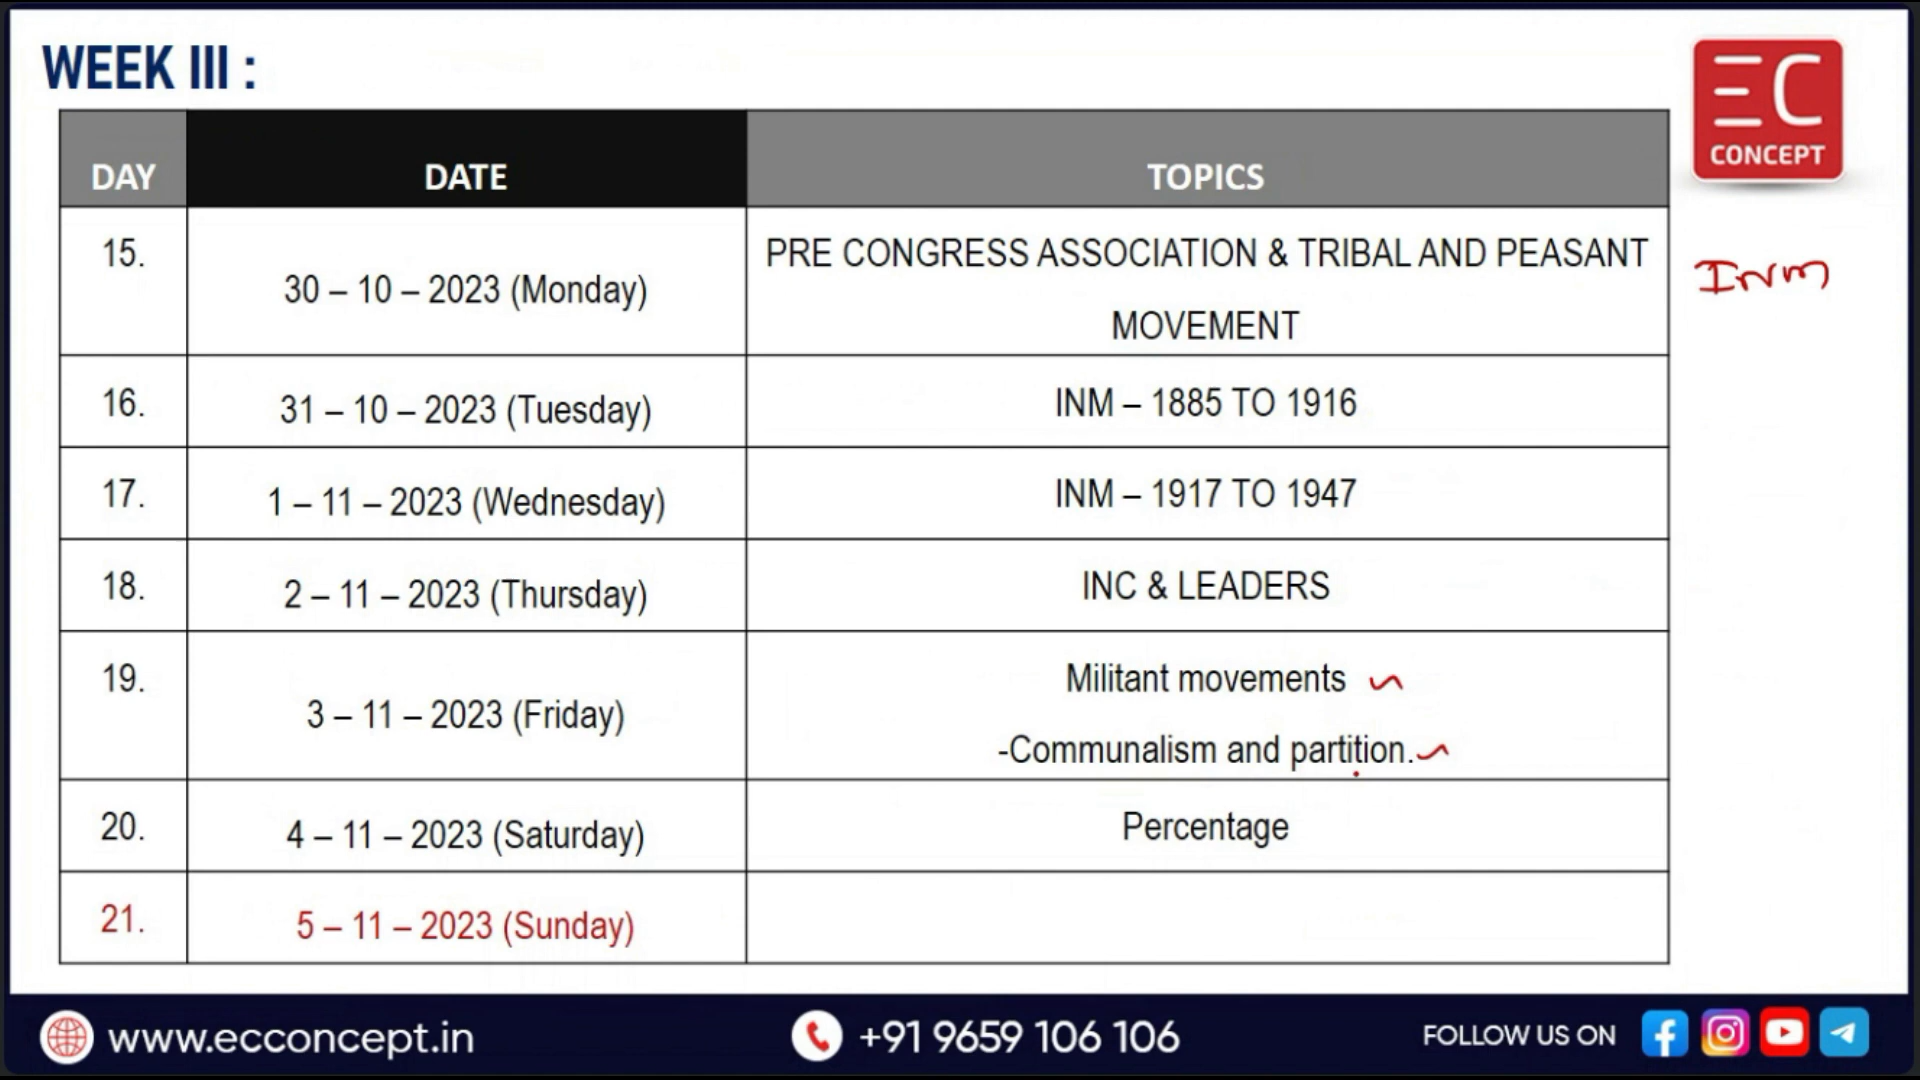 WEEK III :
EC
CONCEPT
DAY DATE TOPICS
15. 30 – 10 – 2023 (Monday) PRE CONGRESS ASSOCIATION & TRIBAL AND PEASANT
MOVEMENT
INM
16. 31 – 10 – 2023 (Tuesday) INM – 1885 TO 1916
17. 1 – 11 – 2023 (Wednesday) INM – 1917 TO 1947
18. 2 – 11 – 2023 (Thursday) INC & LEADERS
19. 3 – 11 – 2023 (Friday) Militant movements
-Communalism and partition.
20. 4 – 11 – 2023 (Saturday) Percentage
21. 5 – 11 – 2023 (Sunday)
www.ecconcept.in +91 9659 106 106 FOLLOW US ON